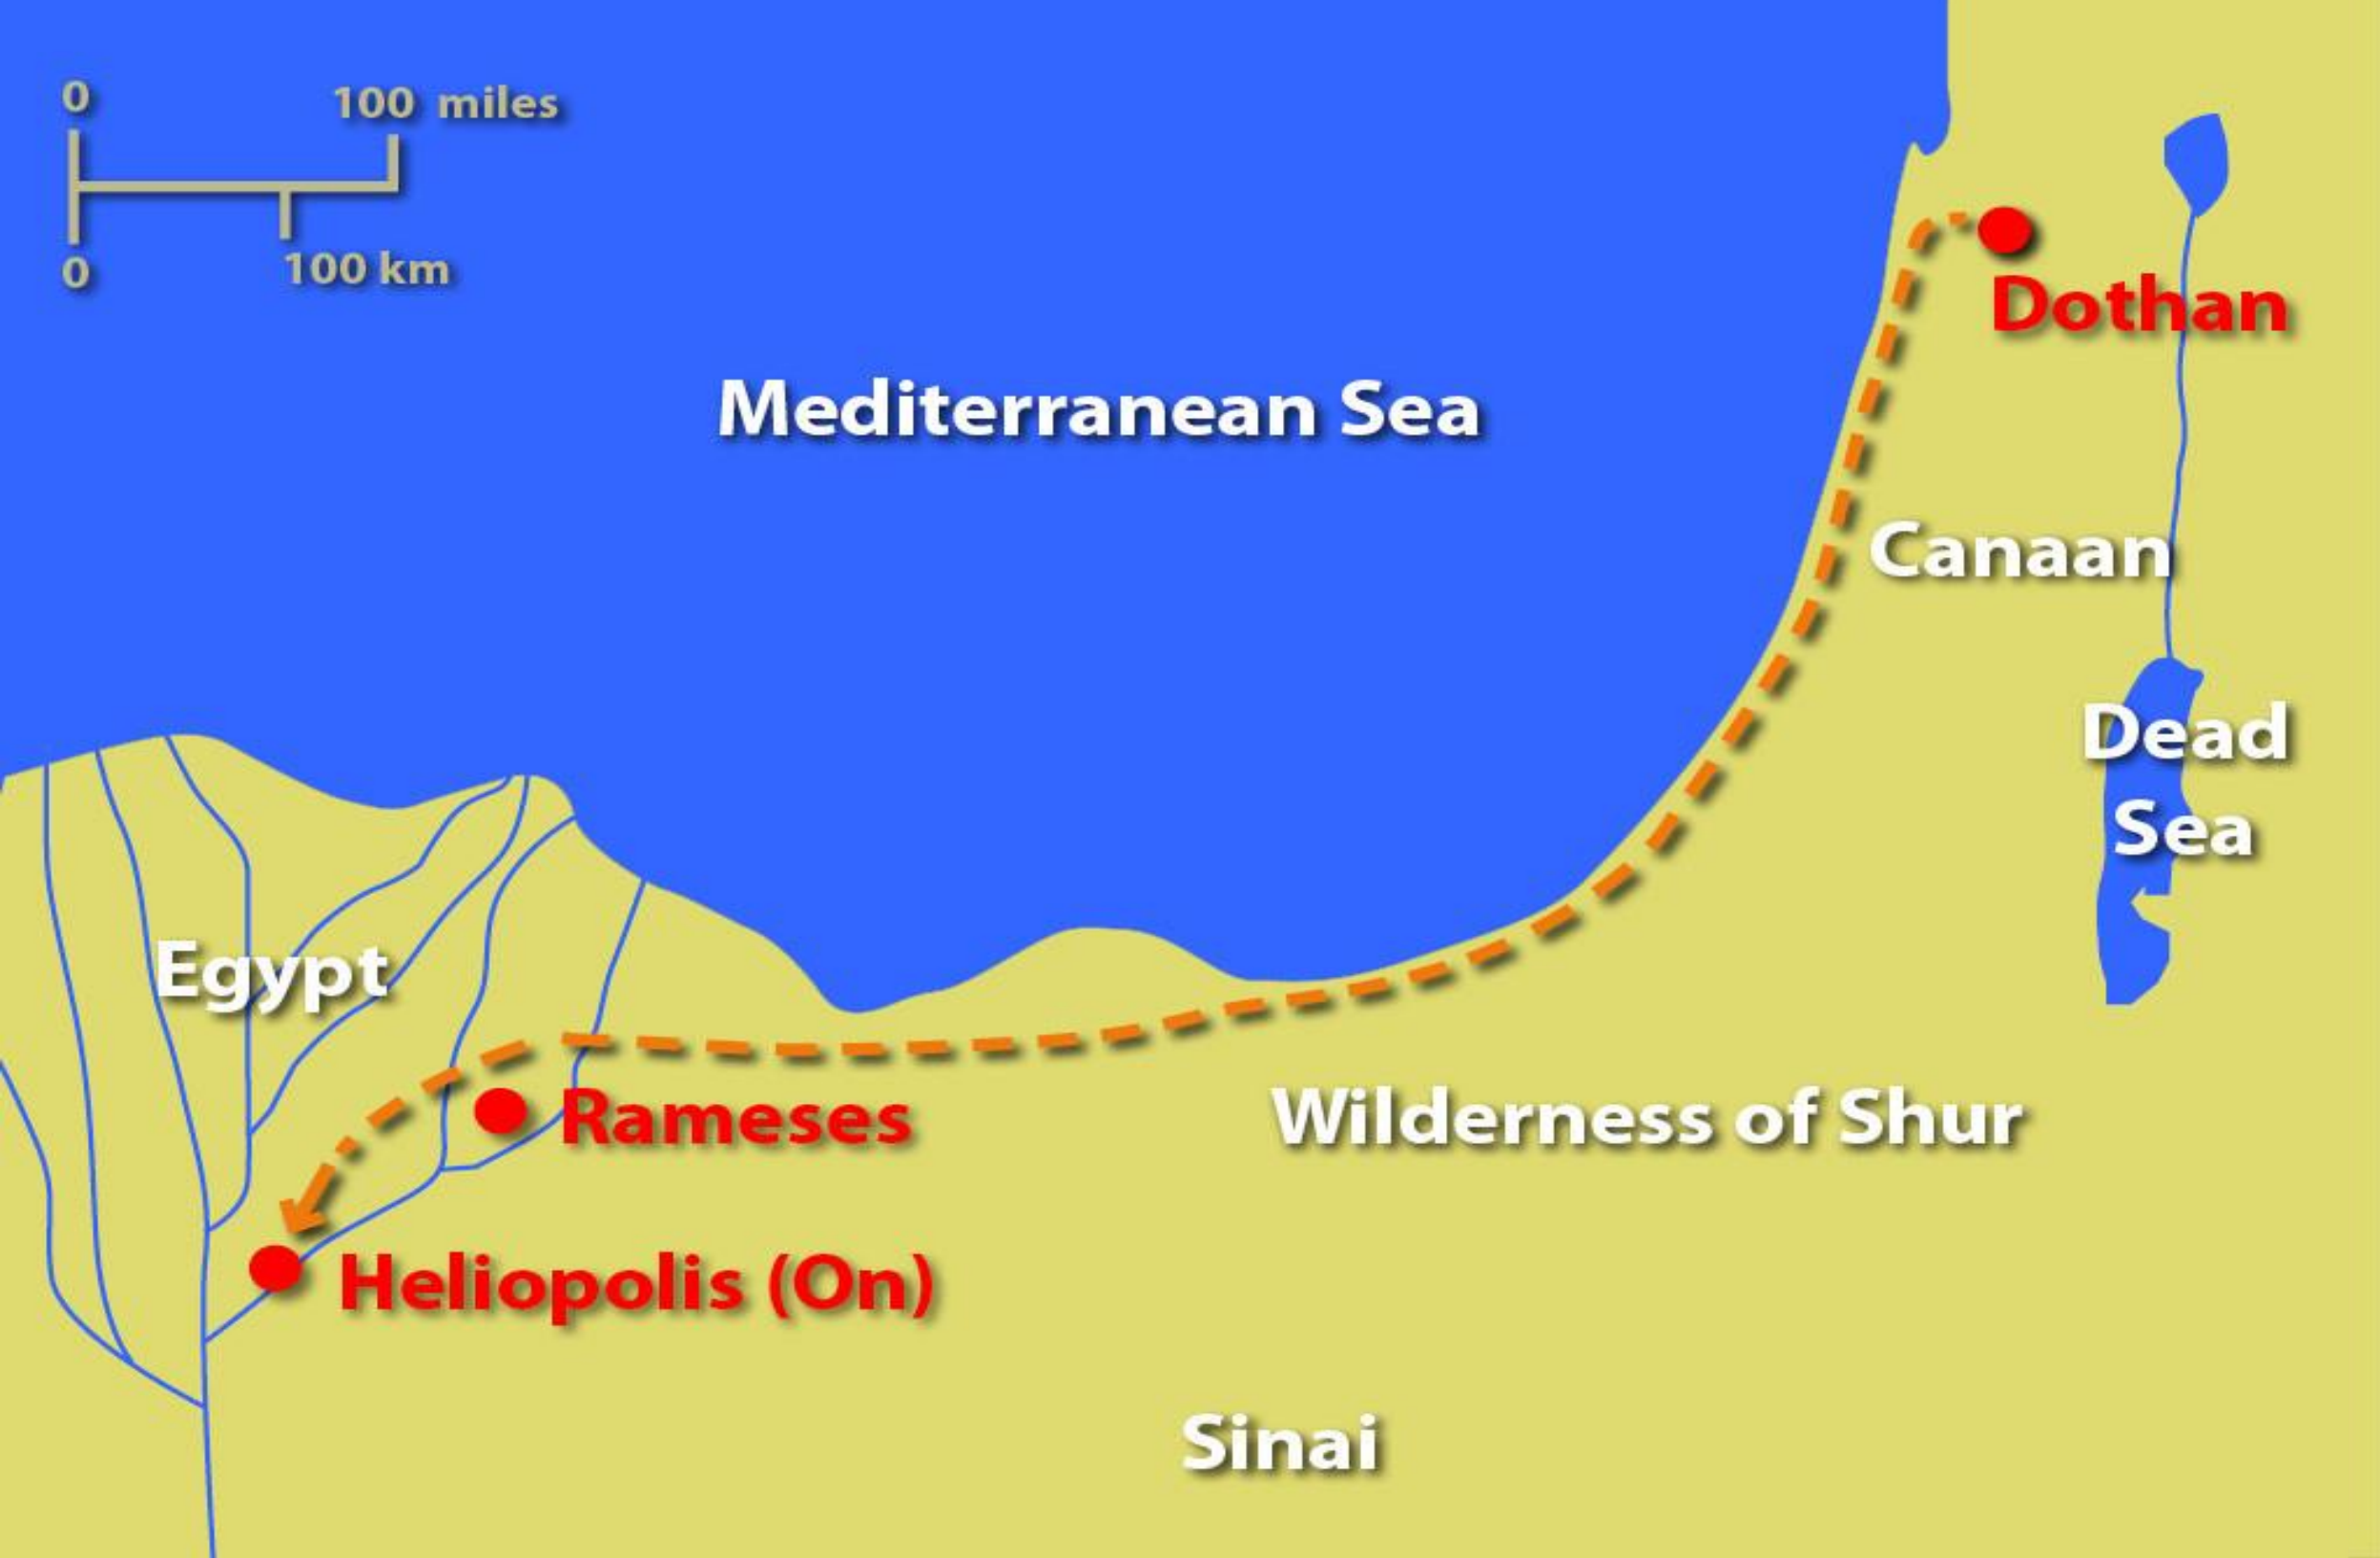 0 100 miles
0 100 km
Mediterranean Sea
Dothan
Canaan
Dead
Sea
Egypt
Rameses
Wilderness of Shur
Heliopolis (On)
Sinai